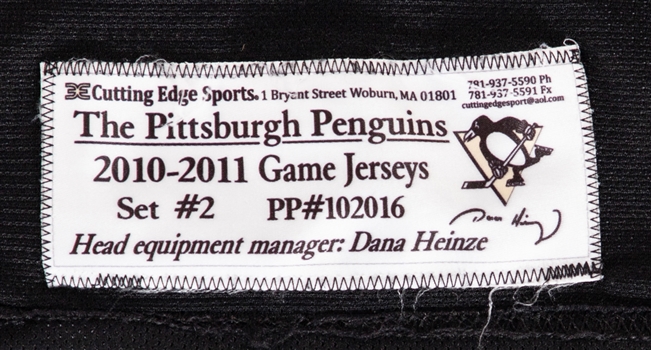 Cutting Edge Sports. 1 Bryant Street Woburn, MA 01801
781-937-5590 Ph
781-937-5591 Fx
cuttingedgesport@aol.com
The Pittsburgh Penguins
2010-2011 Game Jerseys
Set #2 PP#102016
Head equipment manager: Dana Heinze